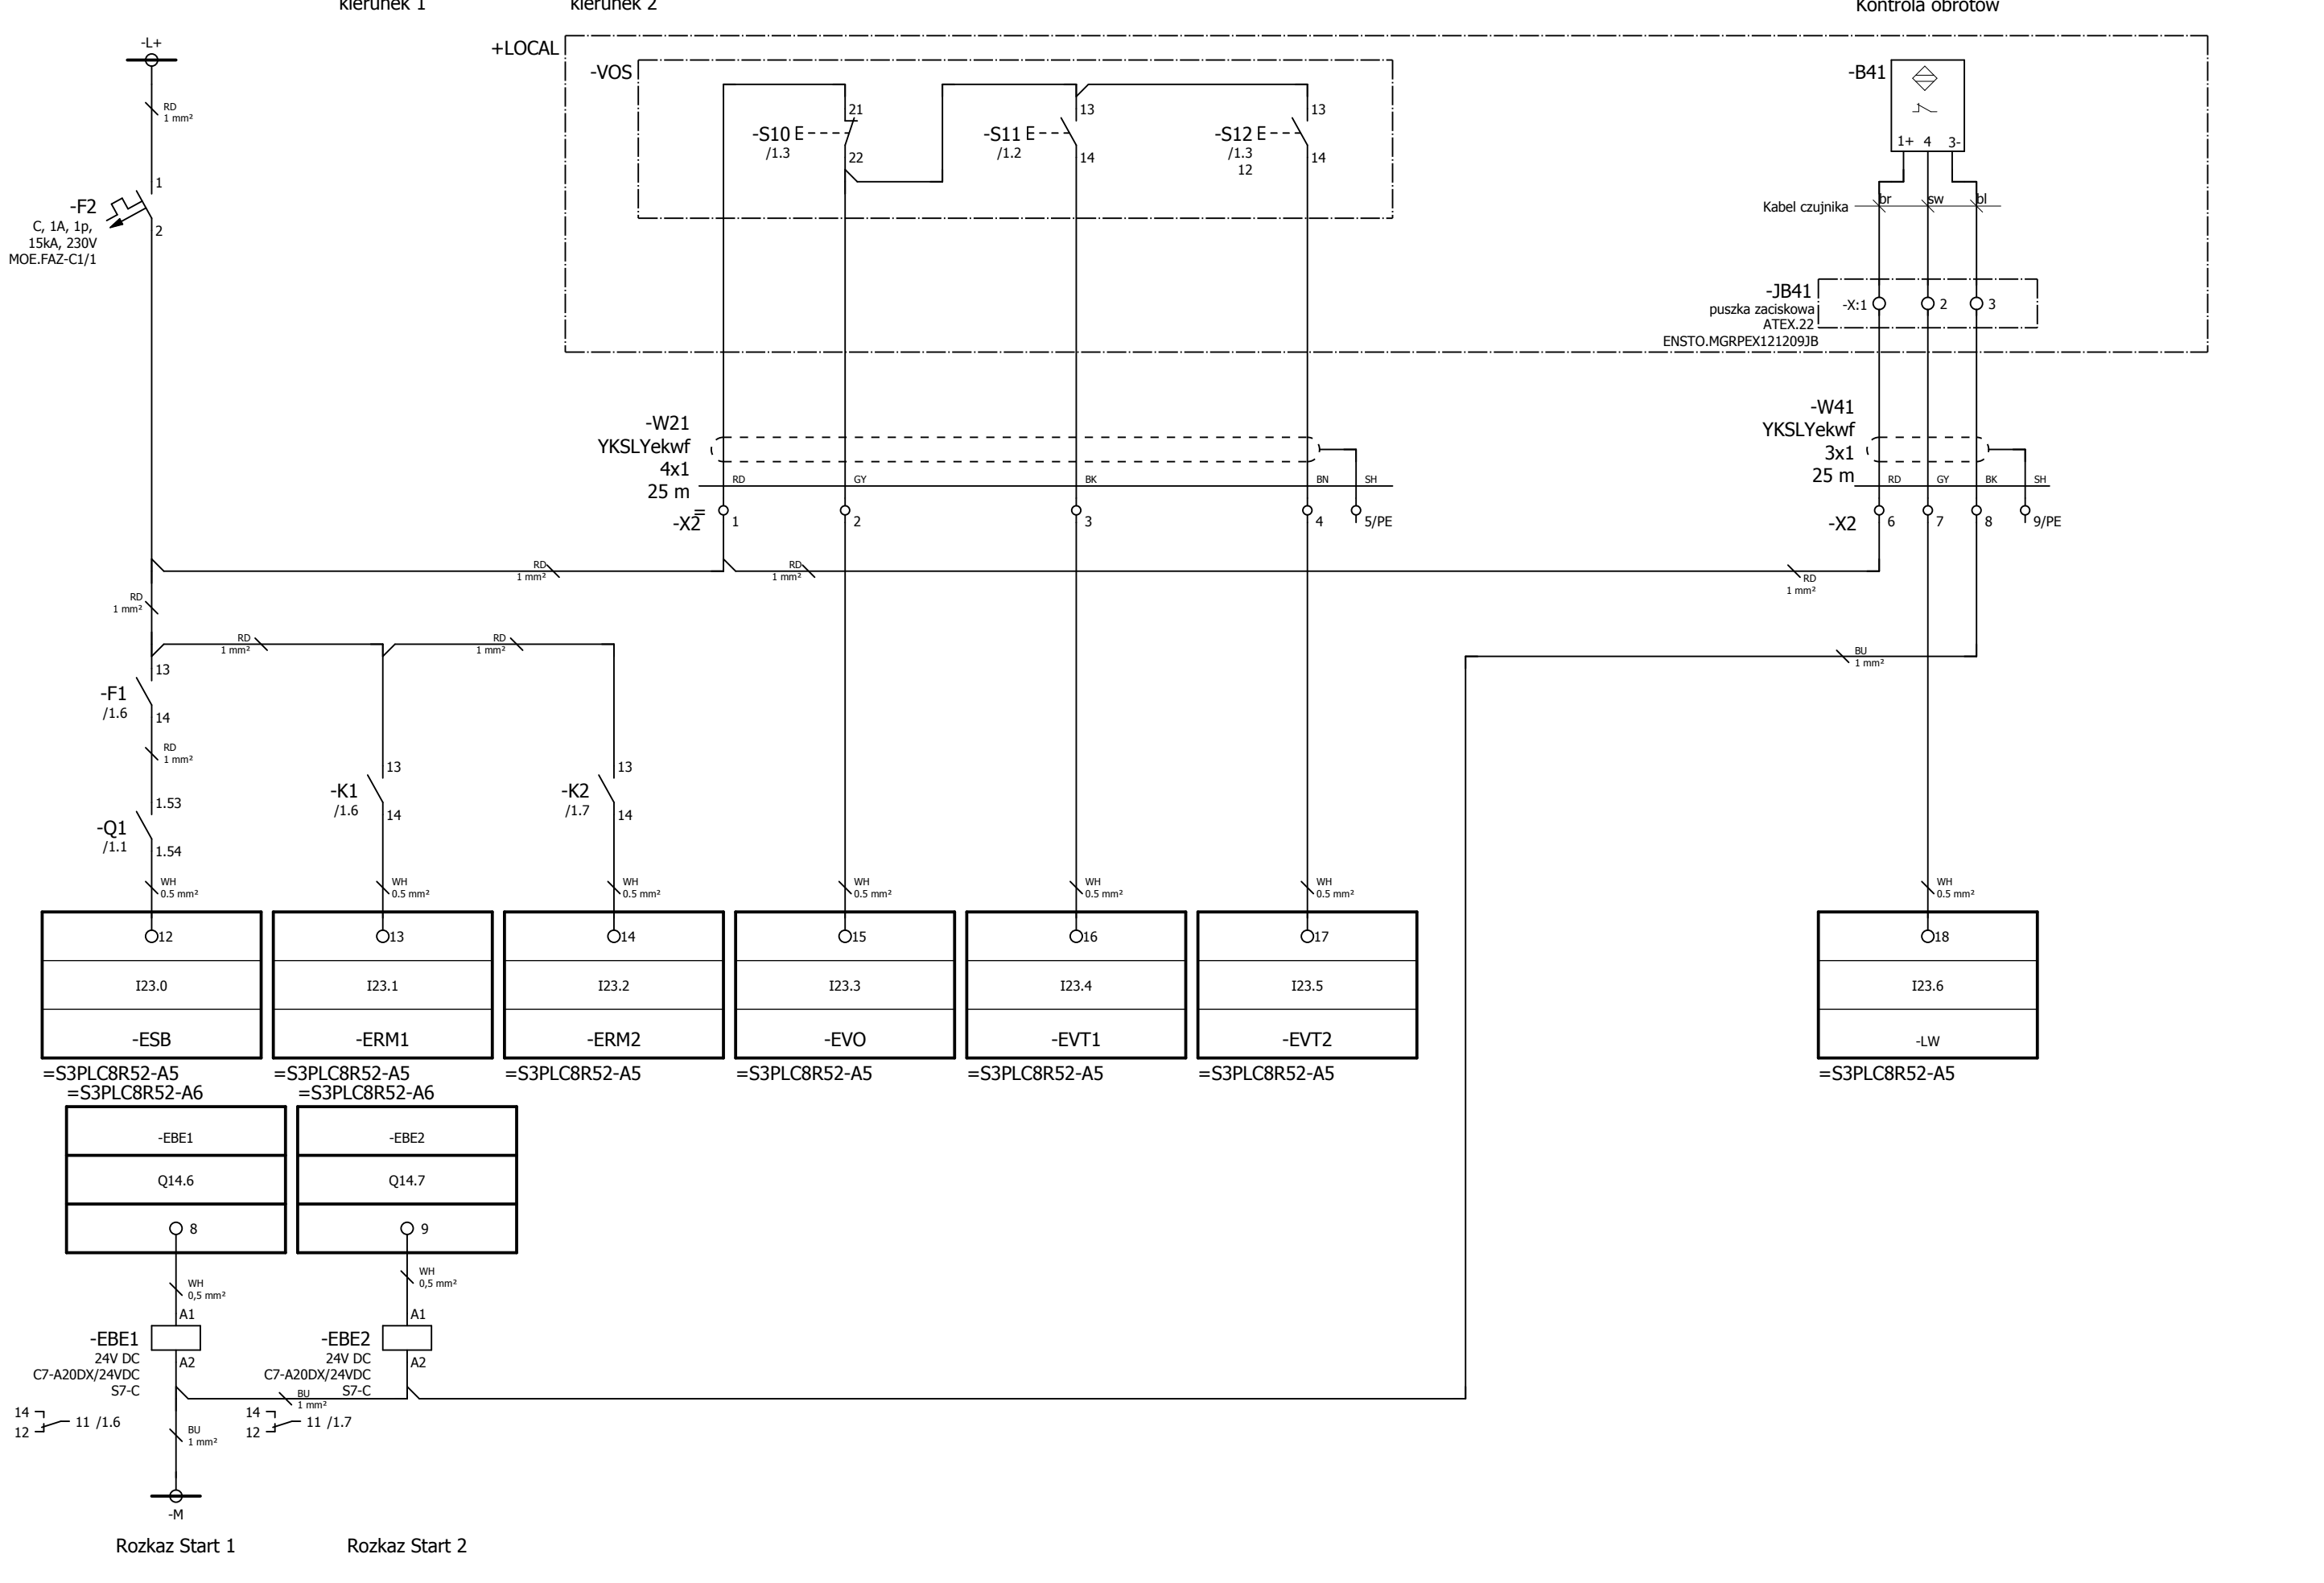 kierunek 1
kierunek 2
Kontrola obrotów
-L+
+LOCAL
-VOS
-B41
RD
1 mm²
21
-S10 E
/1.3
22
13
-S11 E
/1.2
14
13
-S12 E
/1.3
12
14
1+ 4 3-
1
-F2
C, 1A, 1p,
15kA, 230V
MOE.FAZ-C1/1
2
Kabel czujnika
br
sw
bl
-JB41
puszka zaciskowa
ATEX.22
ENSTO.MGRPEX121209JB
-X:1
2
3
-W21
YKSLYekwf
4x1
25 m
RD
GY
BK
BN
SH
=
-X2
1
2
3
4
5/PE
-W41
YKSLYekwf
3x1
25 m
RD
GY
BK
SH
-X2
6
7
8
9/PE
RD
1 mm²
RD
1 mm²
RD
1 mm²
RD
1 mm²
RD
1 mm²
RD
1 mm²
BU
1 mm²
13
-F1
/1.6
14
RD
1 mm²
1.53
-Q1
/1.1
1.54
13
-K1
/1.6
14
13
-K2
/1.7
14
WH
0.5 mm²
WH
0.5 mm²
WH
0.5 mm²
WH
0.5 mm²
WH
0.5 mm²
WH
0.5 mm²
WH
0.5 mm²
12
13
14
15
16
17
18
I23.0
I23.1
I23.2
I23.3
I23.4
I23.5
I23.6
-ESB
-ERM1
-ERM2
-EVO
-EVT1
-EVT2
-LW
=S3PLC8R52-A5
=S3PLC8R52-A5
=S3PLC8R52-A5
=S3PLC8R52-A5
=S3PLC8R52-A5
=S3PLC8R52-A5
=S3PLC8R52-A5
=S3PLC8R52-A6
=S3PLC8R52-A6
-EBE1
-EBE2
Q14.6
Q14.7
8
9
WH
0,5 mm²
WH
0,5 mm²
A1
-EBE1
24V DC
C7-A20DX/24VDC
S7-C
A2
A1
-EBE2
24V DC
C7-A20DX/24VDC
S7-C
A2
BU
1 mm²
14
12
11 /1.6
14
12
11 /1.7
BU
1 mm²
-M
Rozkaz Start 1
Rozkaz Start 2